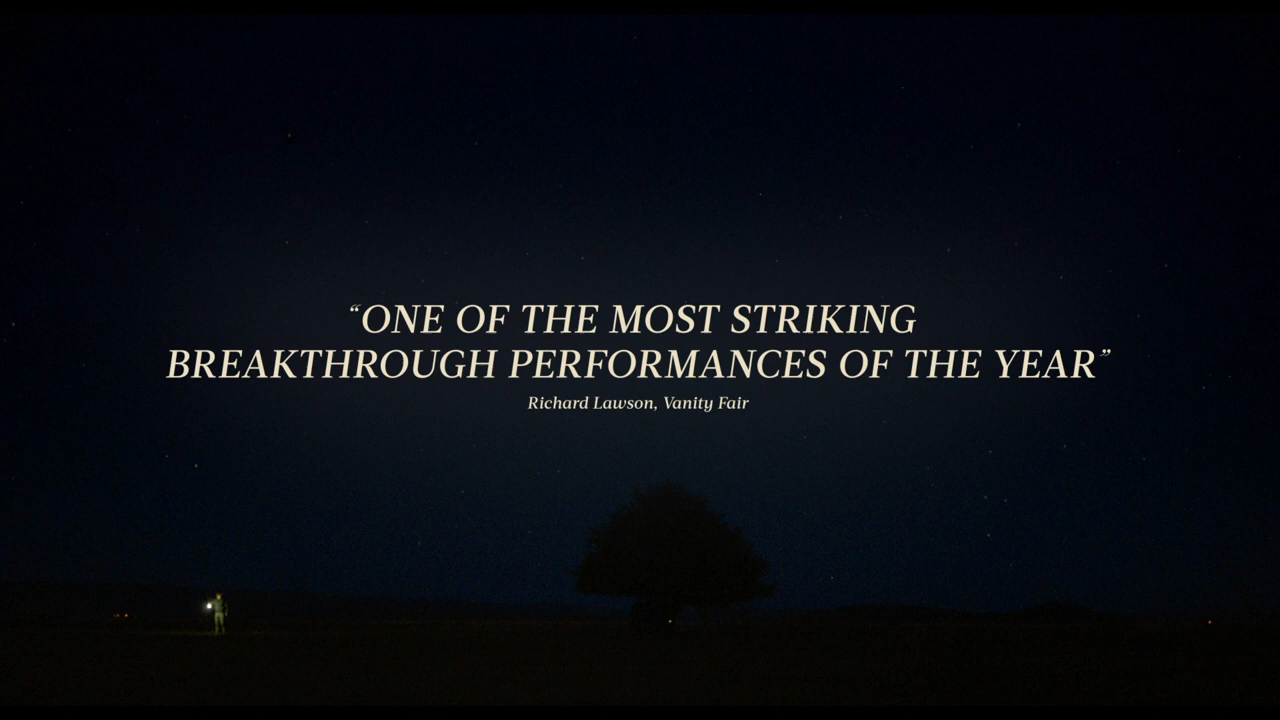 “ONE OF THE MOST STRIKING
BREAKTHROUGH PERFORMANCES OF THE YEAR”
Richard Lawson, Vanity Fair